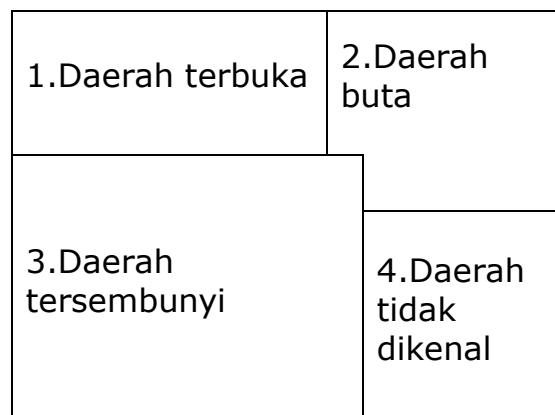 1.Daerah terbuka
2.Daerah
buta
3.Daerah
tersembunyi
4.Daerah
tidak
dikenal